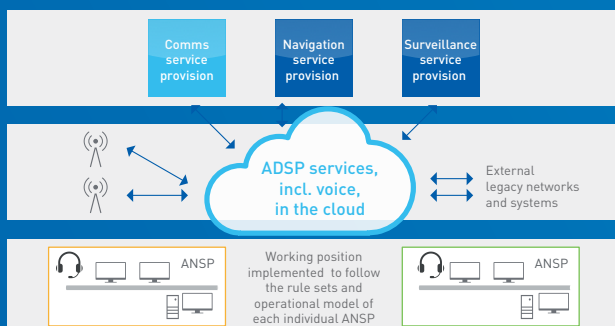 Comms
service
provision
Navigation
service
provision
Surveillance
service
provision
ADSP services,
incl. voice,
in the cloud
External
legacy networks
and systems
ANSP
Working position
implemented to follow
the rule sets and
operational model of
each individual ANSP
ANSP